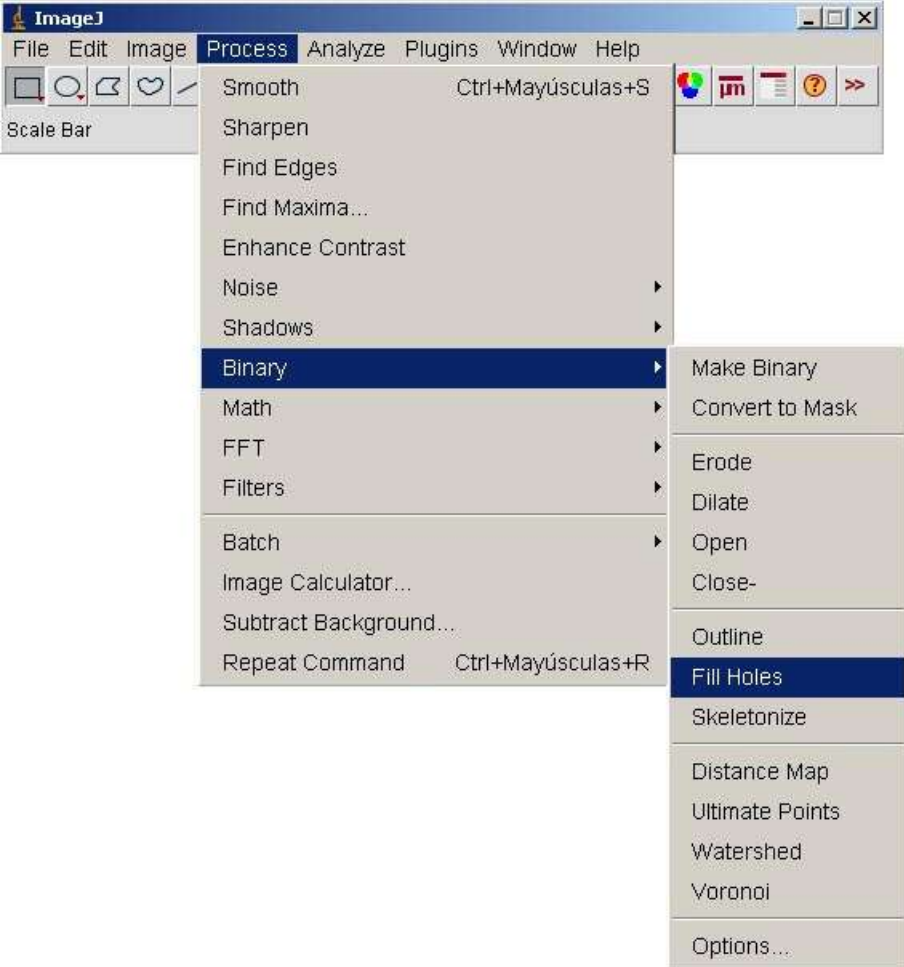 ImageJ
File Edit Image Process Analyze Plugins Window Help
µm ? >>
Scale Bar
Smooth Ctrl+Mayúsculas+S
Sharpen
Find Edges
Find Maxima...
Enhance Contrast
Noise
Shadows
Binary
Math
FFT
Filters
Batch
Image Calculator...
Subtract Background...
Repeat Command Ctrl+Mayúsculas+R
Make Binary
Convert to Mask
Erode
Dilate
Open
Close-
Outline
Fill Holes
Skeletonize
Distance Map
Ultimate Points
Watershed
Voronoi
Options...